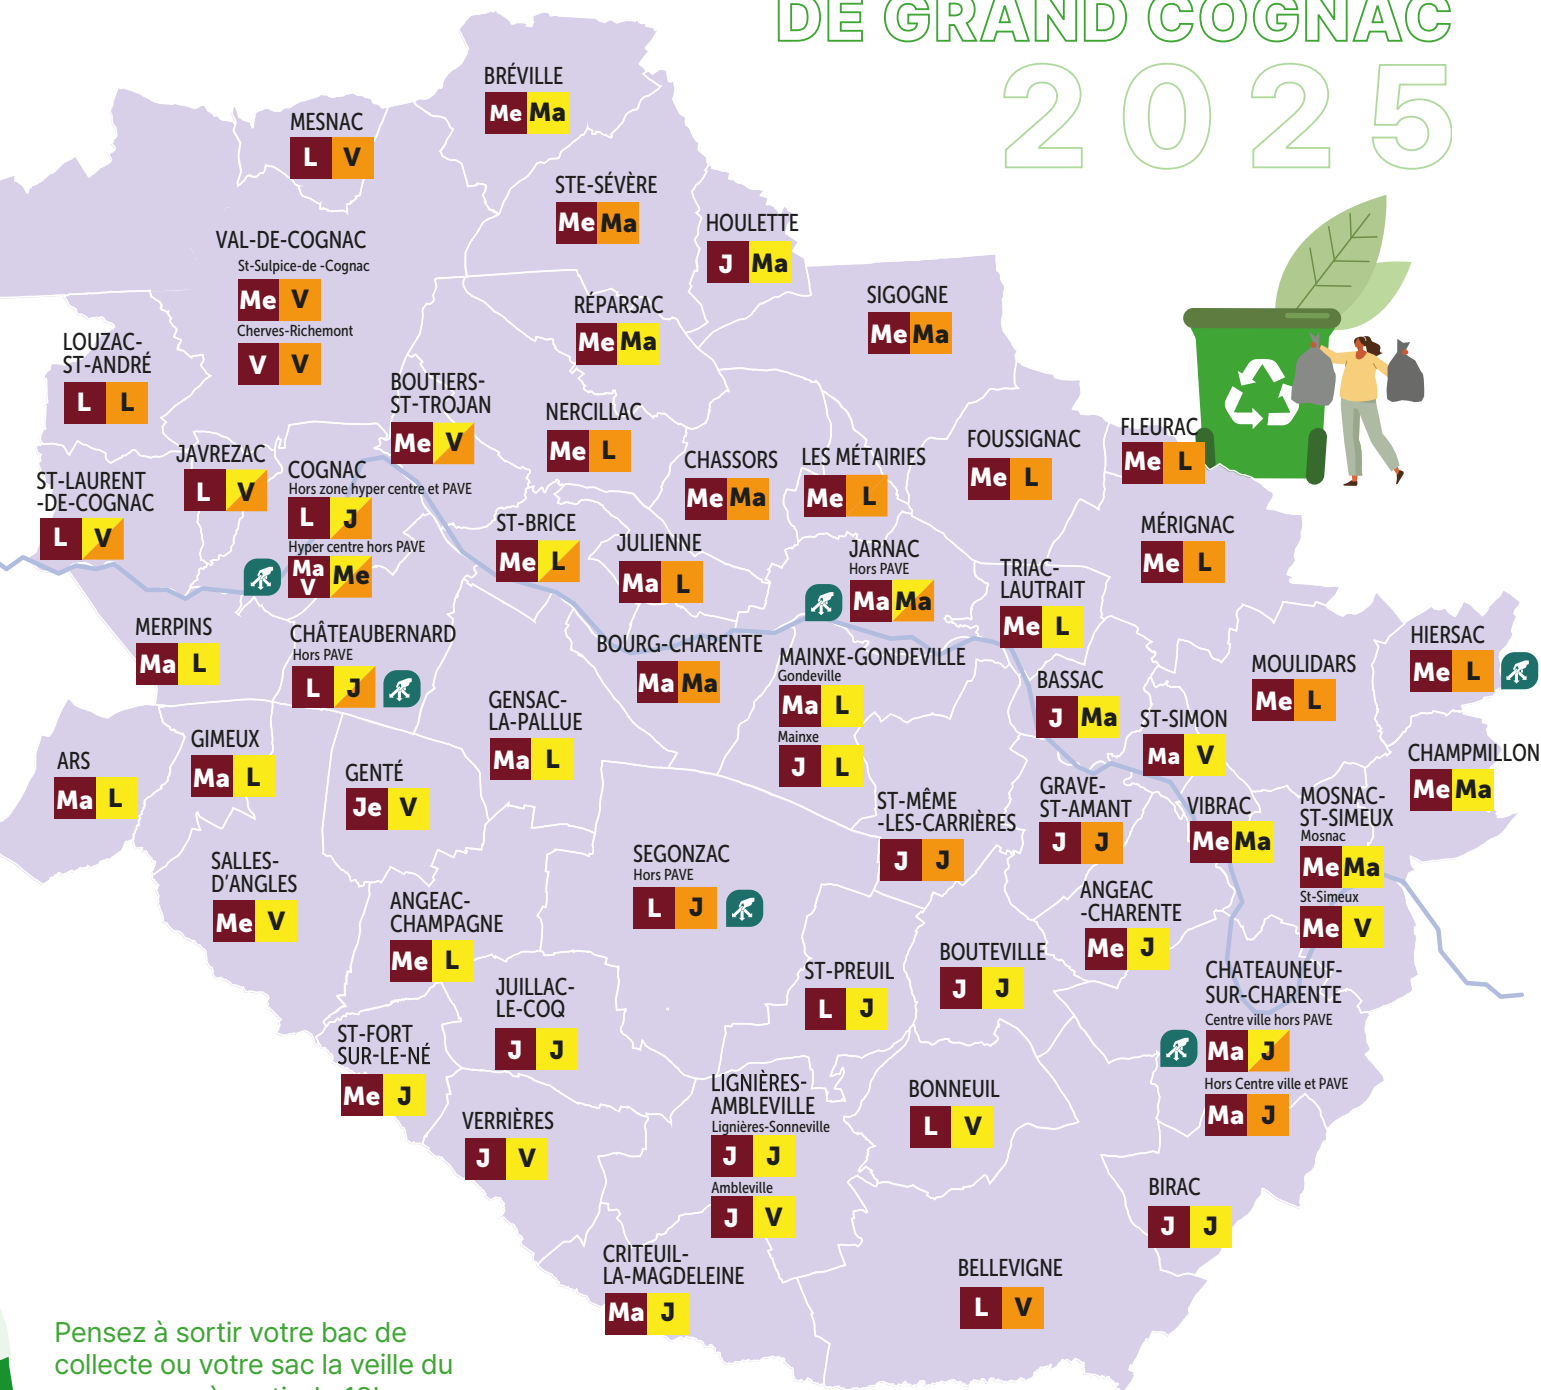 DE GRAND COGNAC
2025
BRÉVILLE
Me Ma
MESNAC
L V
STE-SÉVÈRE
Me Ma
HOULETTE
J Ma
VAL-DE-COGNAC
St-Sulpice-de -Cognac
Me V
Cherves-Richemont
V V
SIGOGNE
Me Ma
RÉPARSAC
Me Ma
LOUZAC-
ST-ANDRÉ
L L
BOUTIERS-
ST-TROJAN
Me V
NERCILLAC
Me L
FLEURAC
Me L
FOUSSIGNAC
Me L
JAVREZAC
L V
COGNAC
Hors zone hyper centre et PAVE
L J
Hyper centre hors PAVE
Ma
V
Me
CHASSORS
Me Ma
LES MÉTAIRIES
Me L
ST-LAURENT
-DE-COGNAC
L V
ST-BRICE
Me L
JULIENNE
Ma L
JARNAC
Hors PAVE
Ma Ma
MÉRIGNAC
Me L
TRIAC-
LAUTRAIT
Me L
MERPINS
Ma L
CHÂTEAUBERNARD
Hors PAVE
L J
BOURG-CHARENTE
Ma Ma
MAINXE-GONDEVILLE
Gondeville
Ma L
Mainxe
J L
HIERSAC
Me L
MOULIDARS
Me L
BASSAC
J Ma
GENSAC-
LA-PALLUE
Ma L
ST-SIMON
Ma V
ARS
Ma L
GIMEUX
Ma L
GENTÉ
Je V
CHAMPMILLON
Me Ma
ST-MÊME
-LES-CARRIÈRES
J J
GRAVE-
ST-AMANT
J J
VIBRAC
Me Ma
MOSNAC-
ST-SIMEUX
Mosnac
Me Ma
St-Simeux
Me V
SALLES-
D'ANGLES
Me V
SEGONZAC
Hors PAVE
L J
ANGEAC-
CHAMPAGNE
Me L
ANGEAC
-CHARENTE
Me J
BOUTEVILLE
J J
ST-PREUIL
L J
CHATEAUNEUF-
SUR-CHARENTE
Centre ville hors PAVE
Ma J
Hors Centre ville et PAVE
Ma J
JUILLAC-
LE-COQ
J J
ST-FORT
SUR-LE-NÉ
Me J
LIGNIÈRES-
AMBLEVILLE
Lignières-Sonneville
J J
Ambleville
J V
BONNEUIL
L V
VERRIÈRES
J V
BIRAC
J J
CRITEUIL-
LA-MAGDELEINE
Ma J
BELLEVIGNE
L V
Pensez à sortir votre bac de
collecte ou votre sac la veille du